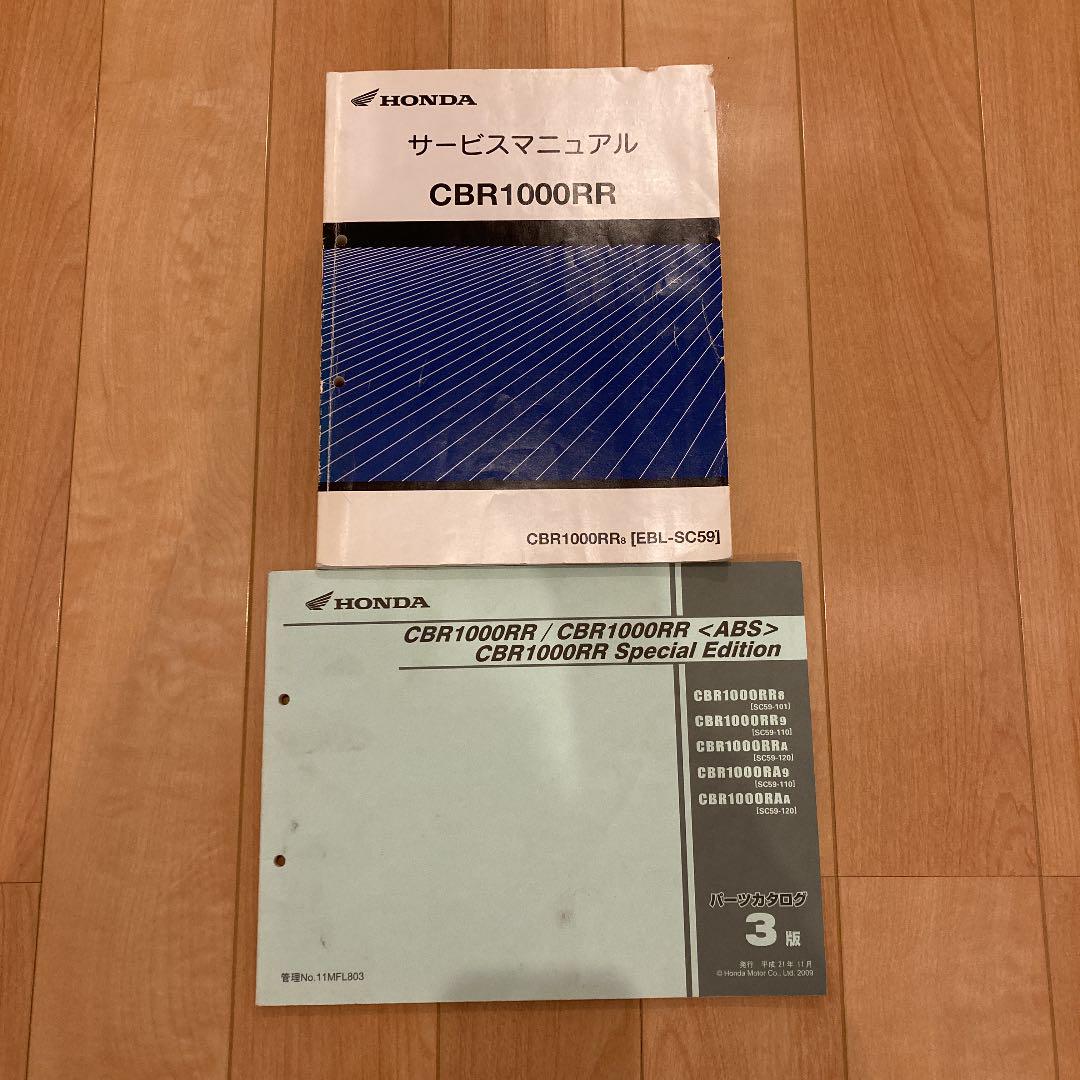 HONDA
サービスマニュアル
CBR1000RR
CBR1000RR8 [EBL-SC59]
HONDA
CBR1000RR / CBR1000RR <ABS>
CBR1000RR Special Edition
CBR1000RR8
[SC59-101]
CBR1000RR9
[SC59-110]
CBR1000RRA
[SC59-120]
CBR1000RA9
[SC59-110]
CBR1000RAA
[SC59-120]
パーツカタログ
3版
発行 平成21年11月
© Honda Motor Co., Ltd. 2009
管理No.11MFL803